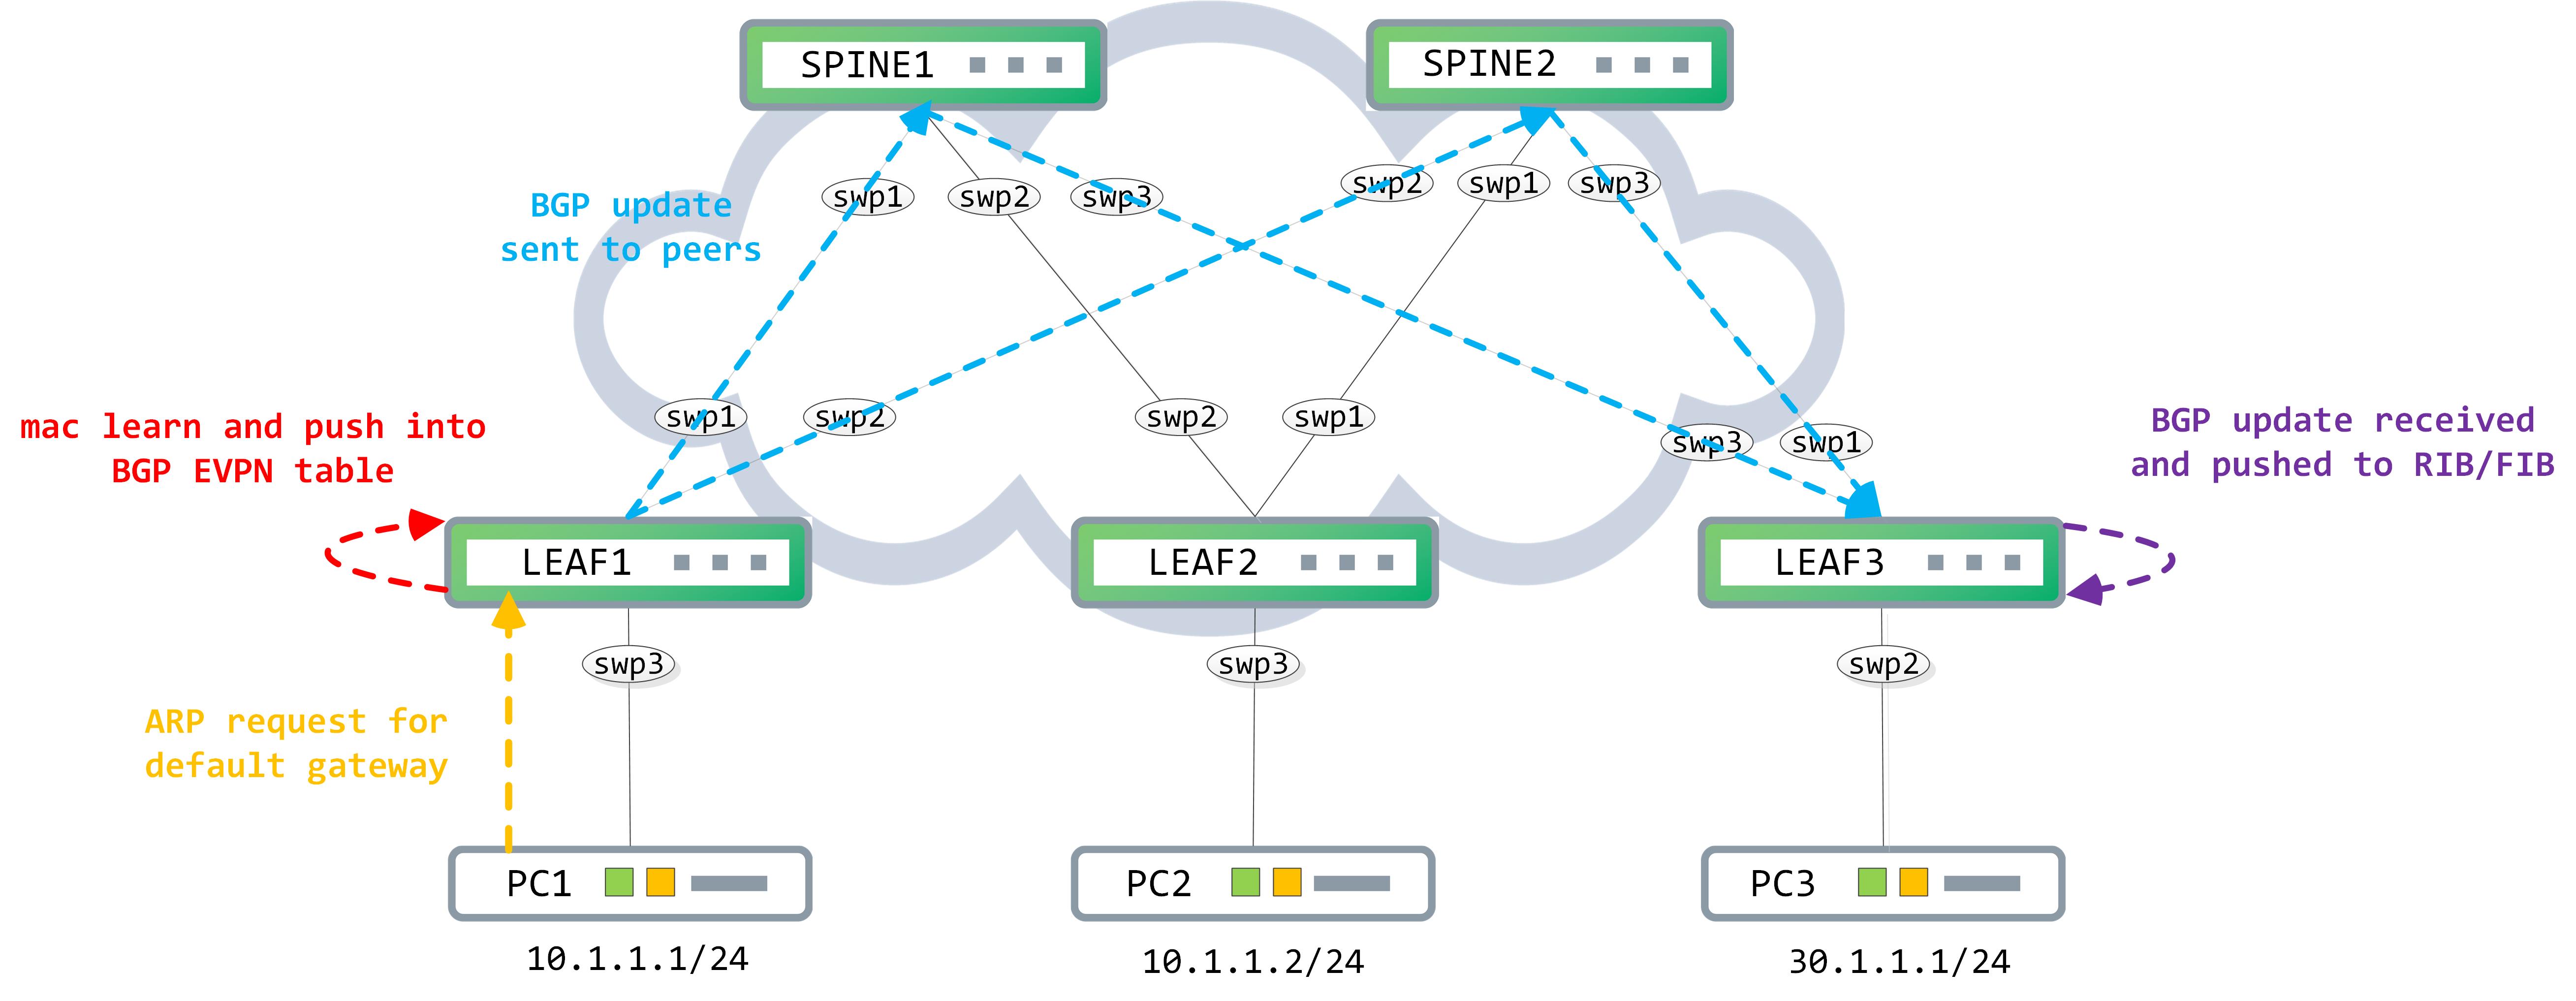 SPINE1
SPINE2
BGP update
sent to peers
swp1
swp2
swp3
swp2
swp1
swp3
mac learn and push into
BGP EVPN table
swp1
swp2
swp2
swp1
swp3
swp1
BGP update received
and pushed to RIB/FIB
LEAF1
LEAF2
LEAF3
swp3
swp3
swp2
ARP request for
default gateway
PC1
PC2
PC3
10.1.1.1/24
10.1.1.2/24
30.1.1.1/24